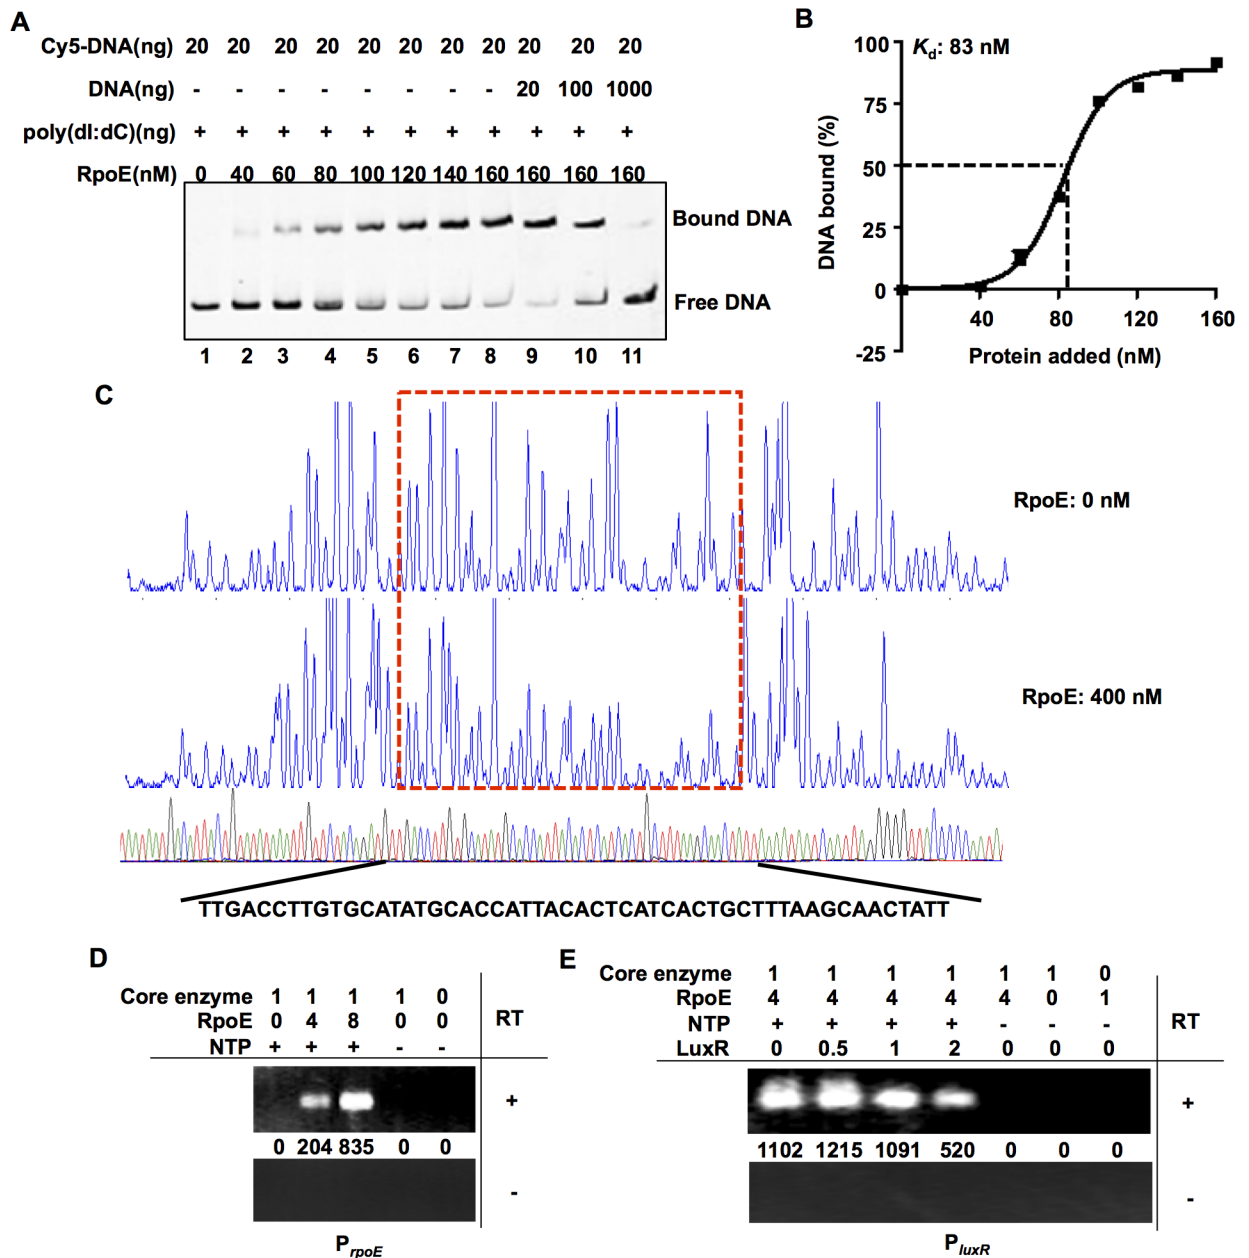 A
Cy5-DNA(ng) 20 20 20 20 20 20 20 20 20 20 20
DNA(ng) - - - - - - - - 20 100 1000
poly(dI:dC)(ng) + + + + + + + + + + +
RpoE(nM) 0 40 60 80 100 120 140 160 160 160 160
Bound DNA
Free DNA
1 2 3 4 5 6 7 8 9 10 11
B
Kd: 83 nM
DNA bound (%)
100
75
50
25
0
-25
40 80 120 160
Protein added (nM)
C
RpoE: 0 nM
RpoE: 400 nM
TTGACCTTGTGCATATGCACCATTACACTCATCACTGCTTTAAGCAACTATT
D
Core enzyme 1 1 1 1 0
RpoE 0 4 8 0 0
NTP + + + - -
RT
+
0 204 835 0 0
-
PrpoE
E
Core enzyme 1 1 1 1 1 1 0
RpoE 4 4 4 4 4 0 1
NTP + + + + - - -
LuxR 0 0.5 1 2 0 0 0
RT
+
1102 1215 1091 520 0 0 0
-
PluxR